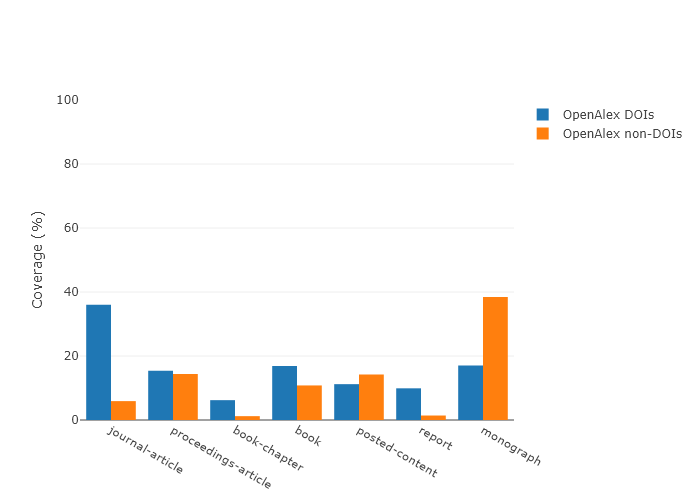 100
80
60
40
20
0
Coverage (%)
journal-article
proceedings-article
book-chapter
book
posted-content
report
monograph
OpenAlex DOIs
OpenAlex non-DOIs